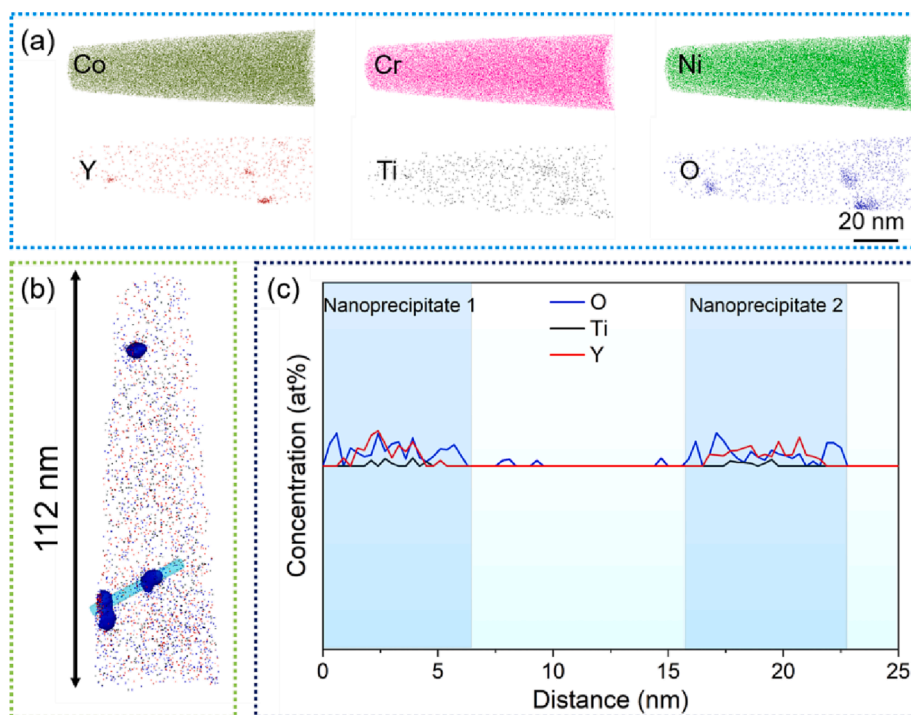 (a)
Co
Cr
Ni
Y
Ti
O
20 nm
(b)
112 nm
(c)
Nanoprecipitate 1
O
Ti
Y
Nanoprecipitate 2
Concentration (at%)
0
5
10
15
20
25
Distance (nm)